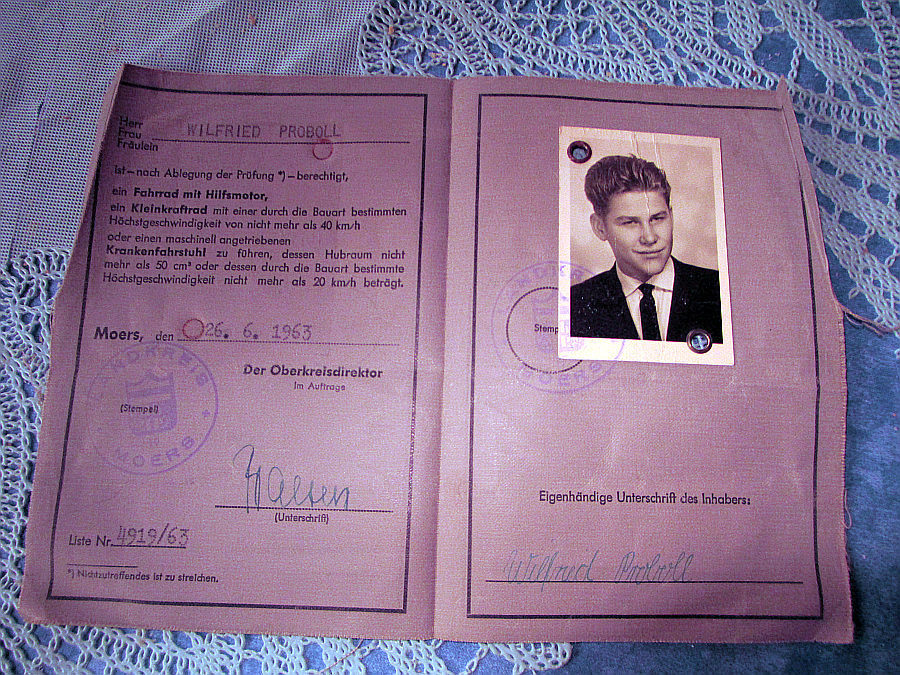 Herr
Frau
Fräulein
WILFRIED PROBOLL
ist — nach Ablegung der Prüfung *) — berechtigt,
ein Fahrrad mit Hilfsmotor,
ein Kleinkraftrad mit einer durch die Bauart bestimmten
Höchstgeschwindigkeit von nicht mehr als 40 km/h
oder einen maschinell angetriebenen
Krankenfahrstuhl zu führen, dessen Hubraum nicht
mehr als 50 cm³ oder dessen durch die Bauart bestimmte
Höchstgeschwindigkeit nicht mehr als 20 km/h beträgt.
Moers, den 26. 6. 1963
Der Oberkreisdirektor
Im Auftrage
LANDKREIS
(Stempel)
MOERS
(Unterschrift)
Liste Nr. 4919/63
*) Nichtzutreffendes ist zu streichen.
LANDKREIS
Stemp
MOERS
Eigenhändige Unterschrift des Inhabers:
Wilfried Proboll